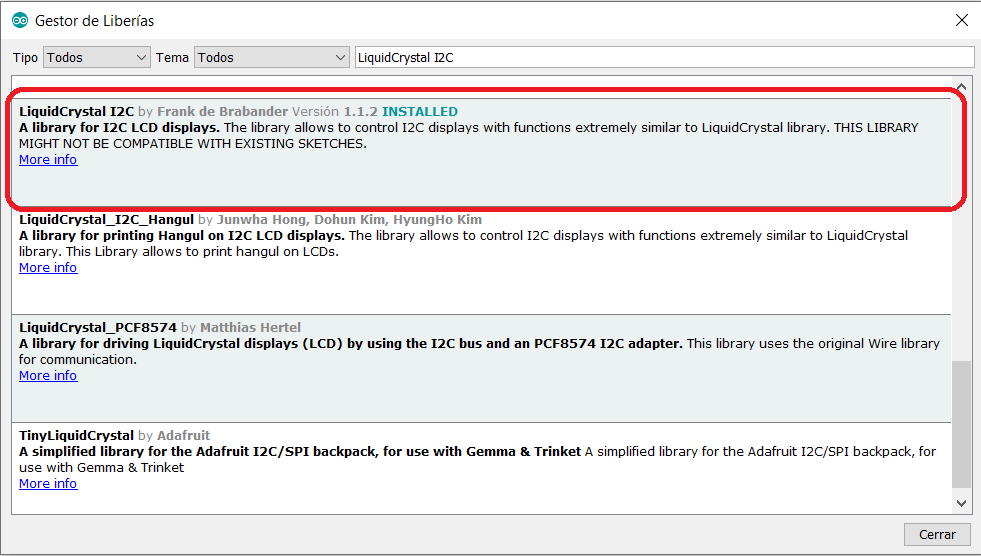 Gestor de Liberías
Tipo Todos Tema Todos LiquidCrystal I2C
LiquidCrystal I2C by Frank de Brabander Versión 1.1.2 INSTALLED
A library for I2C LCD displays. The library allows to control I2C displays with functions extremely similar to LiquidCrystal library. THIS LIBRARY
MIGHT NOT BE COMPATIBLE WITH EXISTING SKETCHES.
More info
LiquidCrystal_I2C_Hangul by Junwha Hong, Dohun Kim, HyungHo Kim
A library for printing Hangul on I2C LCD displays. The library allows to control I2C displays with functions extremely similar to LiquidCrystal
library. This Library allows to print hangul on LCDs.
More info
LiquidCrystal_PCF8574 by Matthias Hertel
A library for driving LiquidCrystal displays (LCD) by using the I2C bus and an PCF8574 I2C adapter. This library uses the original Wire library
for communication.
More info
TinyLiquidCrystal by Adafruit
A simplified library for the Adafruit I2C/SPI backpack, for use with Gemma & Trinket A simplified library for the Adafruit I2C/SPI backpack, for
use with Gemma & Trinket
More info
Cerrar